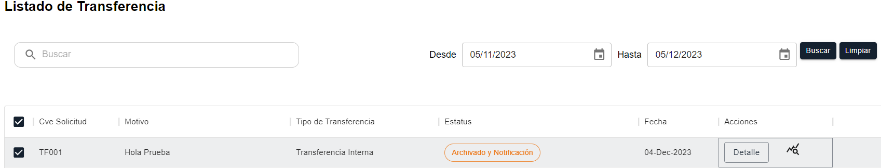 Listado de Transferencia
Buscar Desde 05/11/2023 Hasta 05/12/2023 Buscar Limpiar
Cve Solicitud Motivo Tipo de Transferencia Estatus Fecha Acciones
TF001 Hola Prueba Transferencia Interna Archivado y Notificación 04-Dec-2023 Detalle